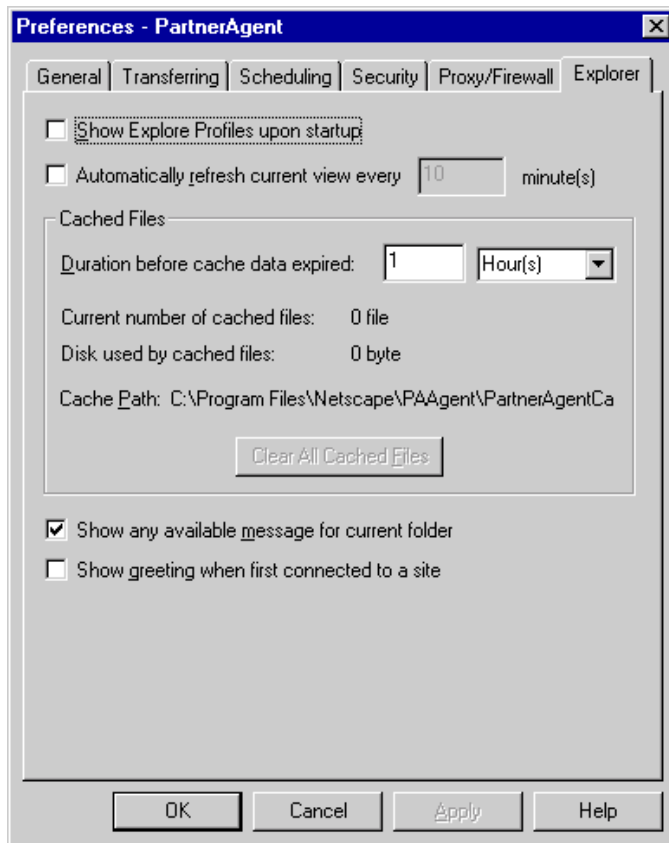 Preferences - PartnerAgent
General Transferring Scheduling Security Proxy/Firewall Explorer
Show Explore Profiles upon startup
Automatically refresh current view every 10 minute(s)
Cached Files
Duration before cache data expired: 1 Hour(s)
Current number of cached files: 0 file
Disk used by cached files: 0 byte
Cache Path: C:\Program Files\Netscape\PAAgent\PartnerAgentCa
Clear All Cached Files
Show any available message for current folder
Show greeting when first connected to a site
OK Cancel Apply Help